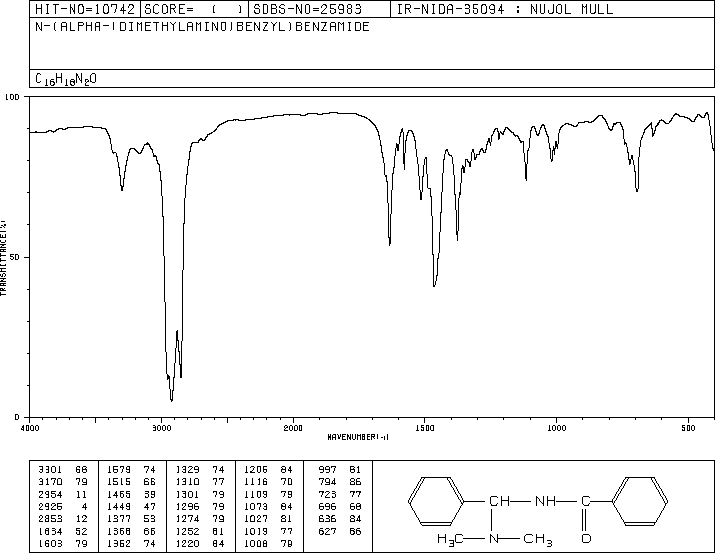 HIT-NO=10742 SCORE= ( ) SDBS-NO=25983 IR-NIDA-35094 : NUJOL MULL
N-(ALPHA-(DIMETHYLAMINO)BENZYL)BENZAMIDE
C16H18N2O
100
50
0
TRANSMITTANCE(%)
4000 3000 2000 1500 1000 500
WAVENUMBER(-1)
3301 68 1579 74 1329 74 1206 84 997 81
3170 79 1515 66 1310 77 1116 70 794 86
2954 11 1465 39 1301 79 1109 79 723 77
2925 4 1449 47 1296 79 1073 84 696 68
2853 12 1377 53 1274 79 1027 81 636 84
1634 52 1368 66 1252 81 1019 77 627 86
1603 79 1362 74 1220 84 1008 79
CH NH C
H3C N CH3 O